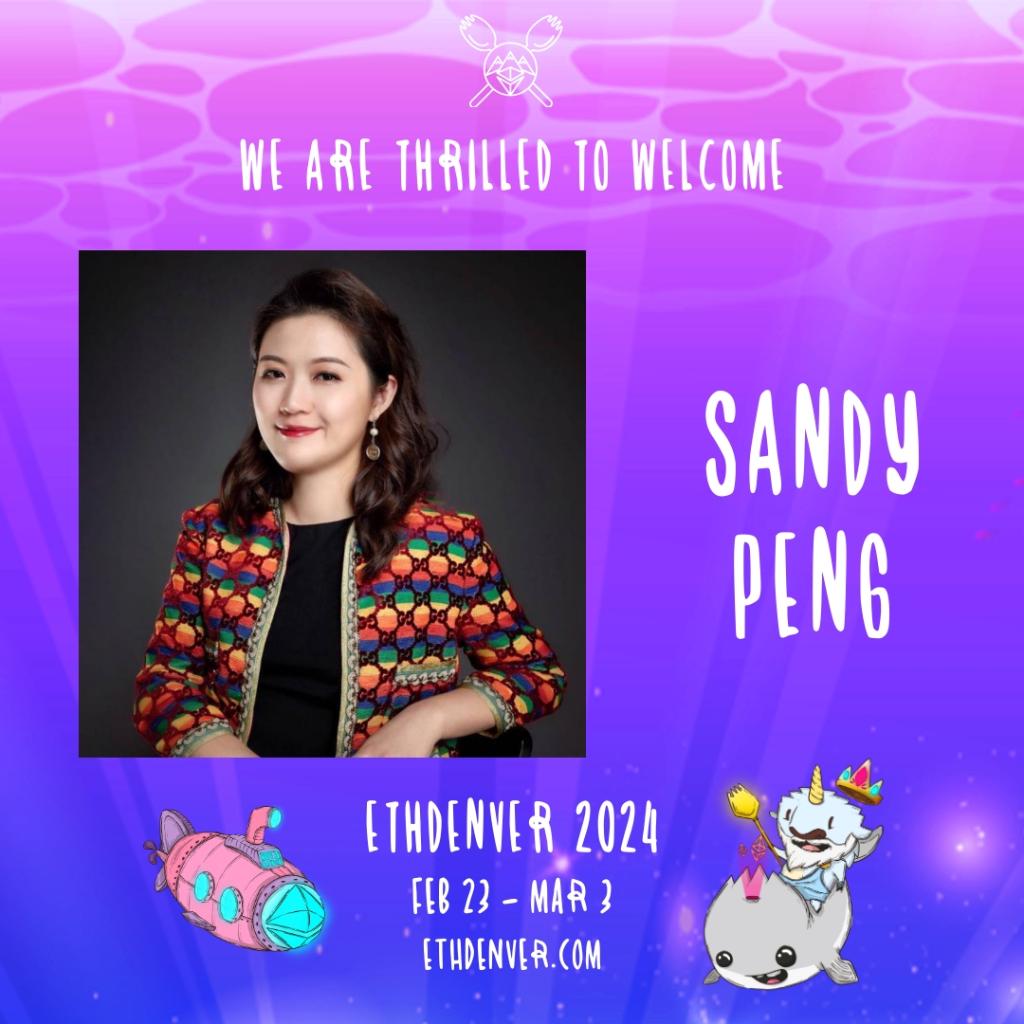 WE ARE THRILLED TO WELCOME
SANDY
PENG
ETHDENVER 2024
FEB 23 - MAR 3
ETHDENVER.COM